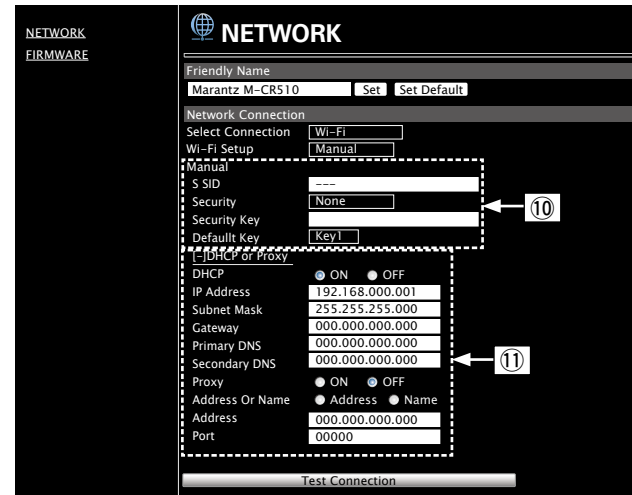 NETWORK
FIRMWARE
NETWORK
Friendly Name
Marantz M-CR510 Set Set Default
Network Connection
Select Connection Wi-Fi
Wi-Fi Setup Manual
Manual
S SID ---
Security None
Security Key
Defaullt Key Key1
⑩
[-]DHCP or Proxy
DHCP ON OFF
IP Address 192.168.000.001
Subnet Mask 255.255.255.000
Gateway 000.000.000.000
Primary DNS 000.000.000.000
Secondary DNS 000.000.000.000
⑪
Proxy ON OFF
Address Or Name Address Name
Address 000.000.000.000
Port 00000
Test Connection